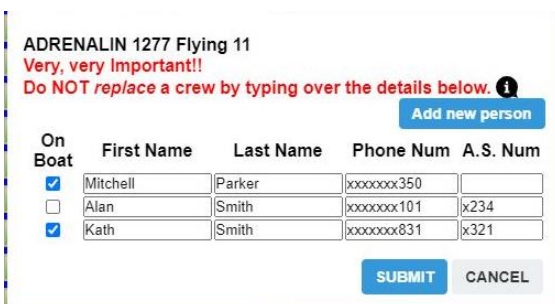 ADRENALIN 1277 Flying 11
Very, very Important!!
Do NOT replace a crew by typing over the details below. i
Add new person
On Boat First Name Last Name Phone Num A.S. Num
Mitchell Parker xxxxxxx350
Alan Smith xxxxxxx101 x234
Kath Smith xxxxxxx831 x321
SUBMIT CANCEL